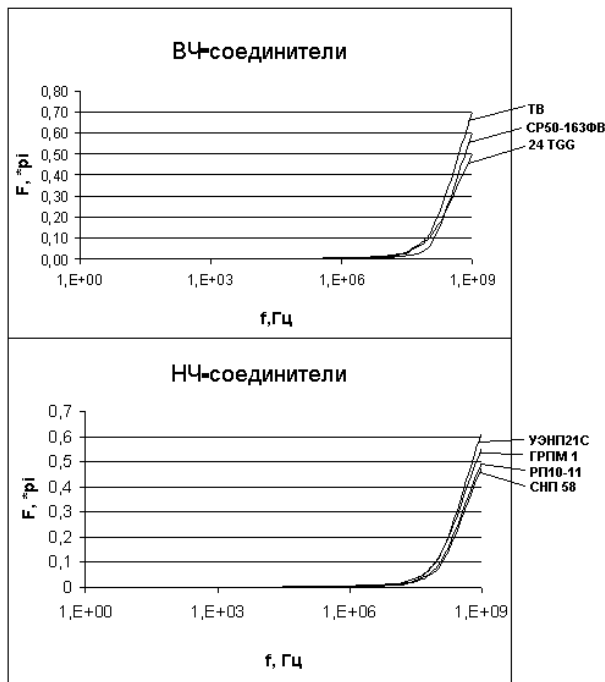 ВЧ-соединители
0,80
0,70
0,60
0,50
0,40
0,30
0,20
0,10
0,00
F, *pi
1,E+00 1,E+03 1,E+06 1,E+09
f,Гц
ТВ
СР50-163ФВ
24 TGG
НЧ-соединители
0,7
0,6
0,5
0,4
0,3
0,2
0,1
0
F, *pi
1,E+00 1,E+03 1,E+06 1,E+09
f, Гц
УЭНП21С
ГРПМ 1
РП10-11
СНП 58